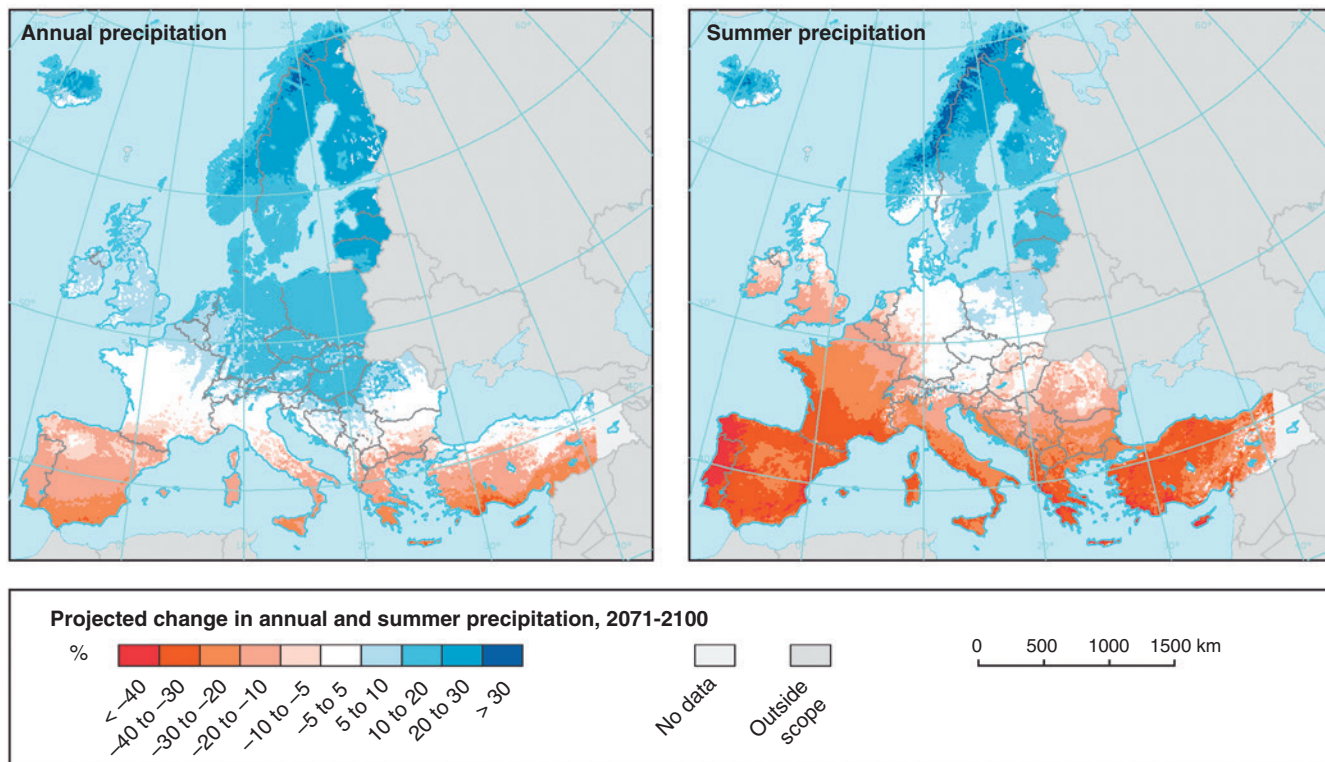 Annual precipitation
Summer precipitation
Projected change in annual and summer precipitation, 2071-2100
%
< –40
–40 to –30
–30 to –20
–20 to –10
–10 to –5
–5 to 5
5 to 10
10 to 20
20 to 30
> 30
No data
Outside
scope
0 500 1000 1500 km